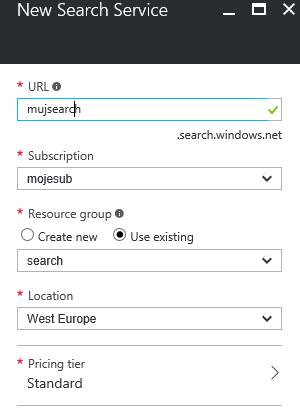 New Search Service
* URL
mujsearch
.search.windows.net
* Subscription
mojesub
* Resource group
Create new Use existing
search
* Location
West Europe
* Pricing tier
Standard